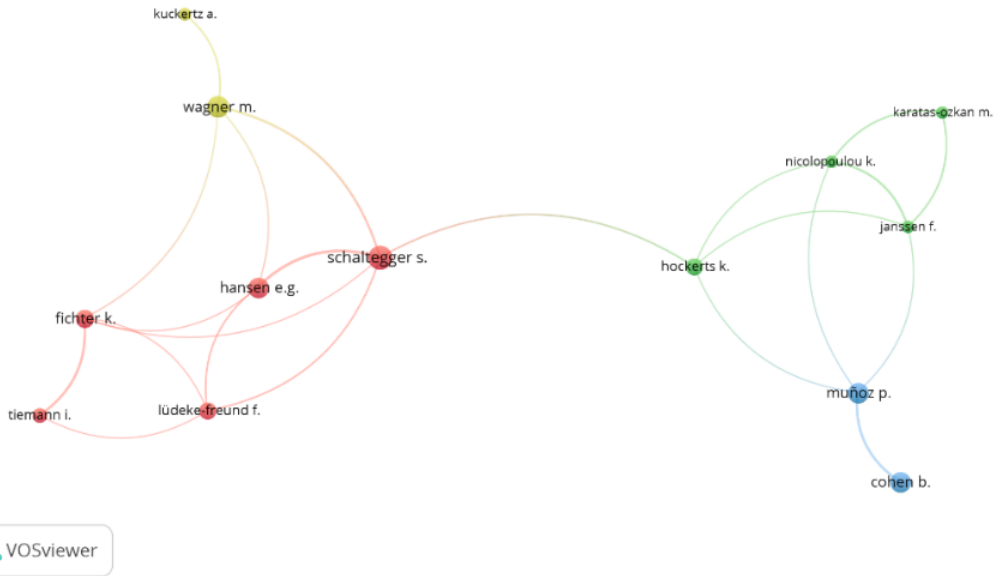 kuckertz a.
wagner m.
karatas-ozkan m.
nicolopoulou k.
janssen f.
schaltegger s.
hockerts k.
hansen e.g.
fichter k.
muñoz p.
tiemann i.
lüdeke-freund f.
cohen b.
VOSviewer